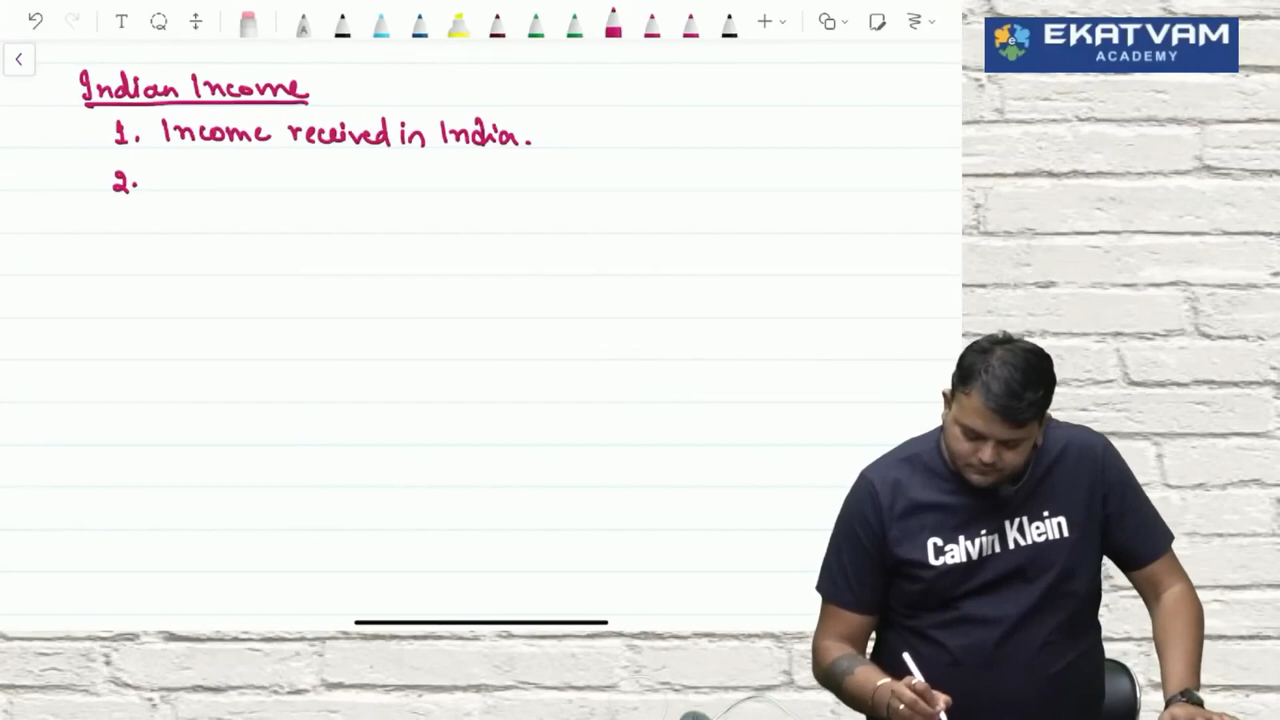 EKATVAM
ACADEMY
Indian Income
1. Income received in India.
2.
Calvin Klein